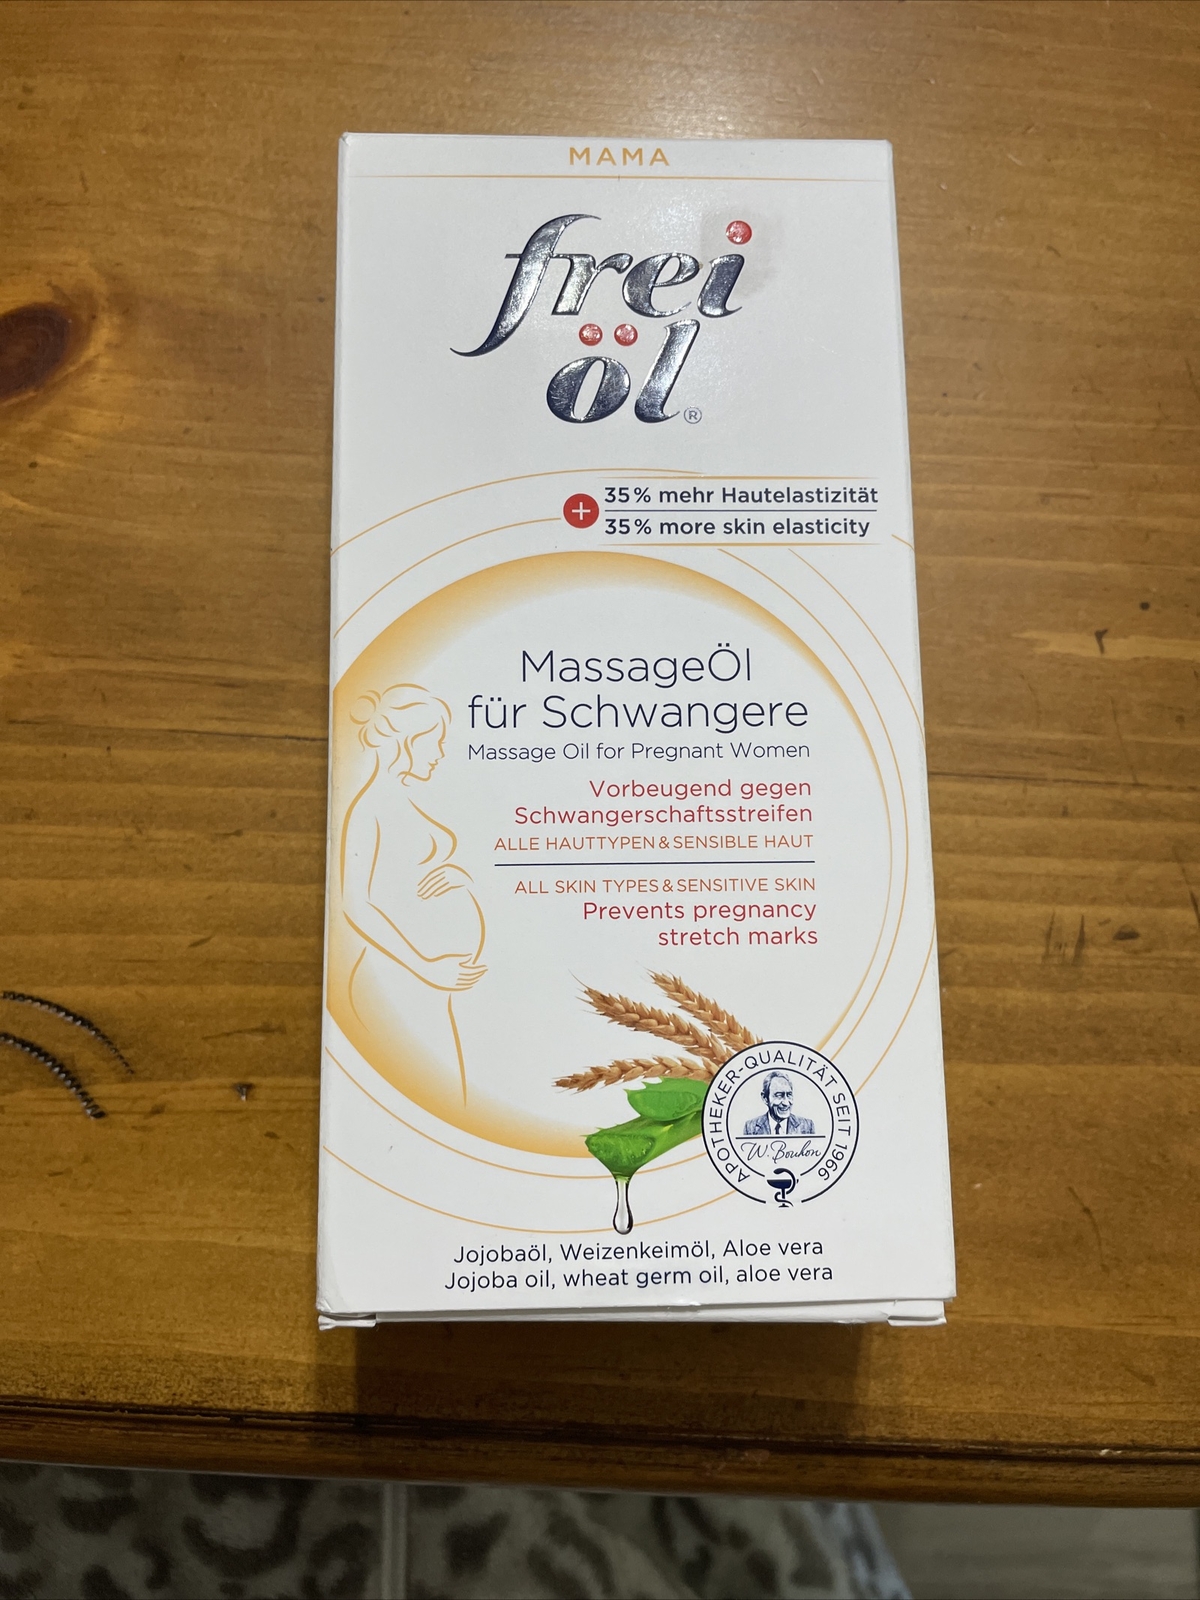 MAMA
frei
öl®
35% mehr Hautelastizität
35% more skin elasticity
MassageÖl
für Schwangere
Massage Oil for Pregnant Women
Vorbeugend gegen
Schwangerschaftsstreifen
ALLE HAUTTYPEN & SENSIBLE HAUT
ALL SKIN TYPES & SENSITIVE SKIN
Prevents pregnancy
stretch marks
APOTHEKER-QUALITÄT SEIT 1966
W. Bouhon
Jojobaöl, Weizenkeimöl, Aloe vera
Jojoba oil, wheat germ oil, aloe vera